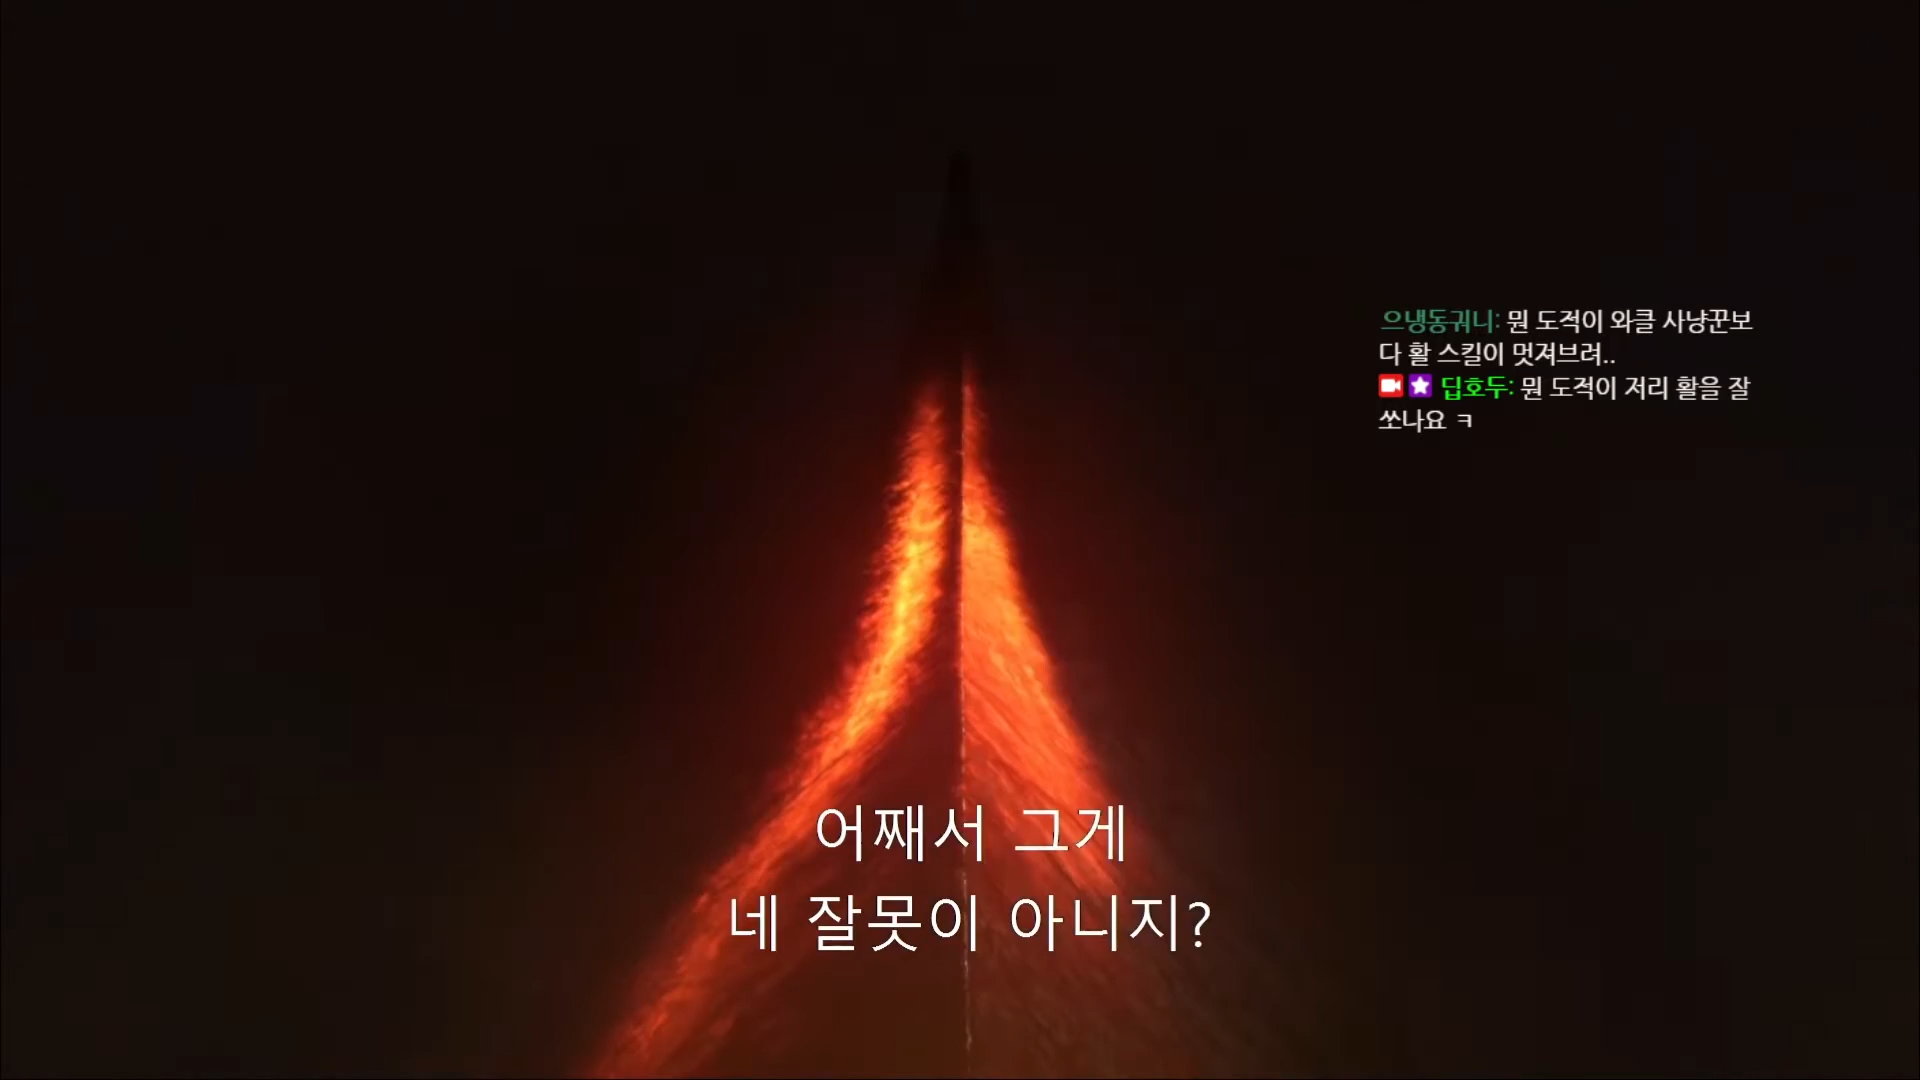 으냉동귀니: 뭔 도적이 와클 사냥꾼보
다 활 스킬이 멋져브려..
딥호두: 뭔 도적이 저리 활을 잘
쏘나요 ㅋ
어째서 그게
네 잘못이 아니지?